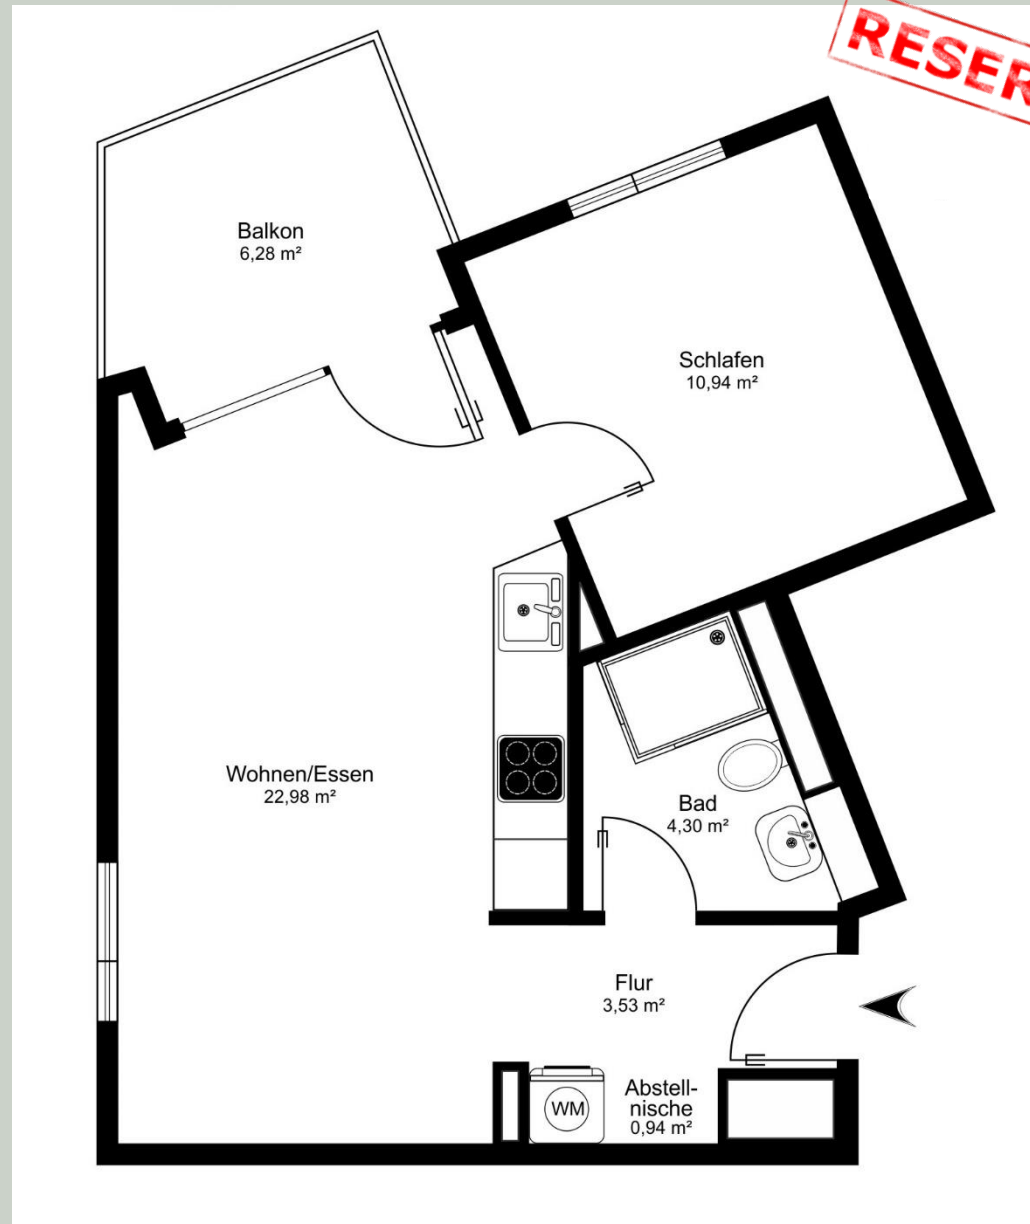 RESER
Balkon
6,28 m²
Schlafen
10,94 m²
Wohnen/Essen
22,98 m²
Bad
4,30 m²
Flur
3,53 m²
Abstell-
nische
0,94 m²
WM